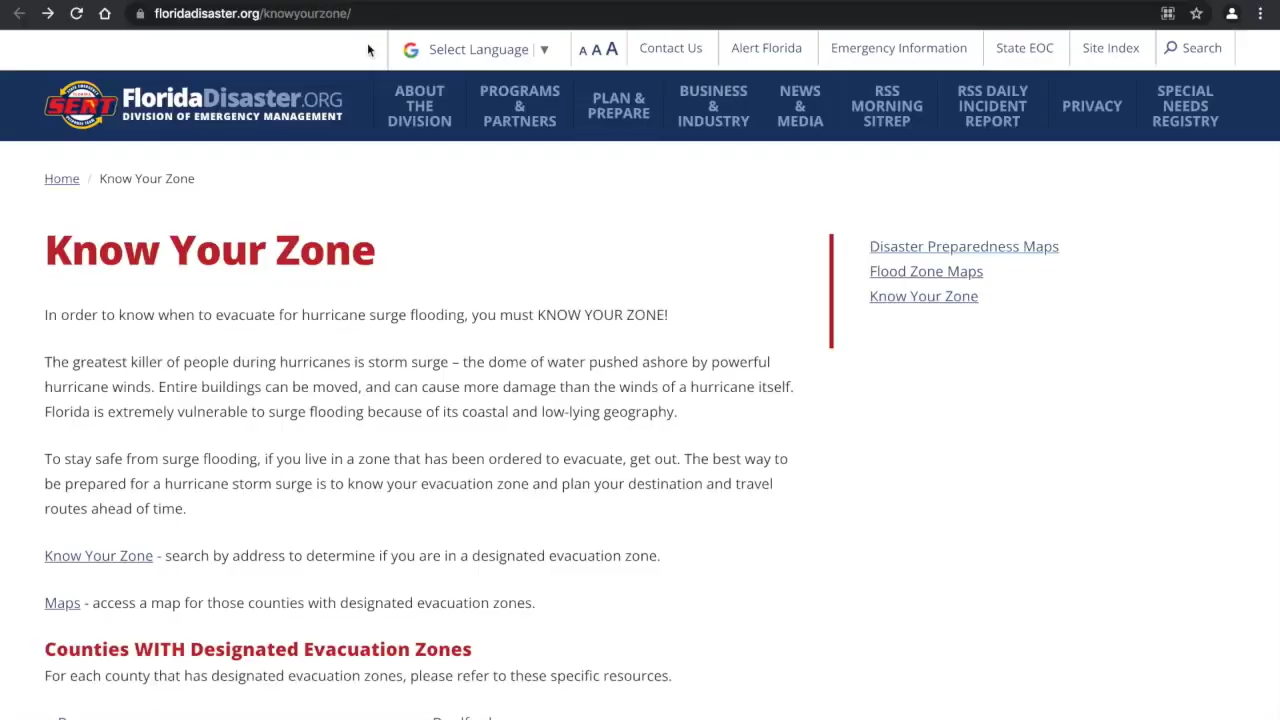 floridadisaster.org/knowyourzone/
Select Language ▼
A A A
Contact Us
Alert Florida
Emergency Information
State EOC
Site Index
Search
SERT
FloridaDisaster.ORG
DIVISION OF EMERGENCY MANAGEMENT
ABOUT
THE
DIVISION
PROGRAMS
&
PARTNERS
PLAN &
PREPARE
BUSINESS
&
INDUSTRY
NEWS
&
MEDIA
RSS
MORNING
SITREP
RSS DAILY
INCIDENT
REPORT
PRIVACY
SPECIAL
NEEDS
REGISTRY
Home / Know Your Zone
Know Your Zone
In order to know when to evacuate for hurricane surge flooding, you must KNOW YOUR ZONE!
The greatest killer of people during hurricanes is storm surge – the dome of water pushed ashore by powerful
hurricane winds. Entire buildings can be moved, and can cause more damage than the winds of a hurricane itself.
Florida is extremely vulnerable to surge flooding because of its coastal and low-lying geography.
To stay safe from surge flooding, if you live in a zone that has been ordered to evacuate, get out. The best way to
be prepared for a hurricane storm surge is to know your evacuation zone and plan your destination and travel
routes ahead of time.
Know Your Zone - search by address to determine if you are in a designated evacuation zone.
Maps - access a map for those counties with designated evacuation zones.
Counties WITH Designated Evacuation Zones
For each county that has designated evacuation zones, please refer to these specific resources.
Disaster Preparedness Maps
Flood Zone Maps
Know Your Zone